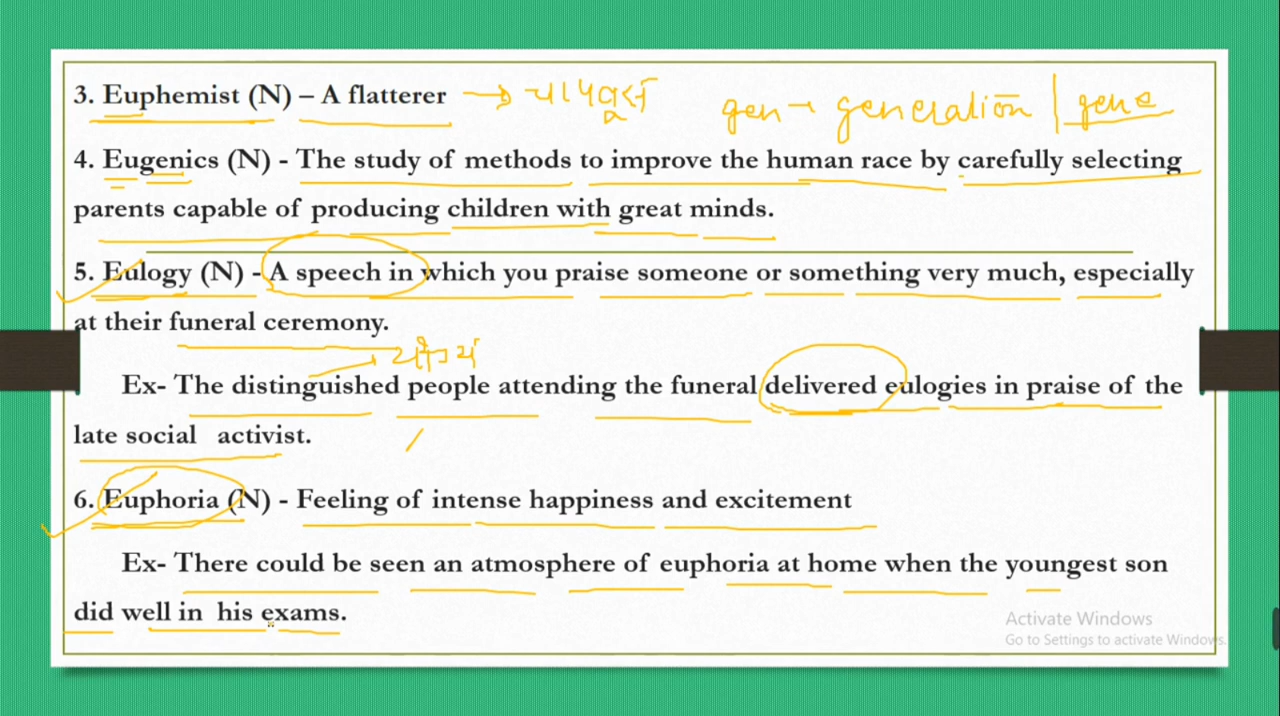 3. Euphemist (N) – A flatterer
gen → generation | gene
4. Eugenics (N) - The study of methods to improve the human race by carefully selecting
parents capable of producing children with great minds.
5. Eulogy (N) - A speech in which you praise someone or something very much, especially
at their funeral ceremony.
Ex- The distinguished people attending the funeral delivered eulogies in praise of the
late social activist.
6. Euphoria (N) - Feeling of intense happiness and excitement
Ex- There could be seen an atmosphere of euphoria at home when the youngest son
did well in his exams.
Activate Windows
Go to Settings to activate Windows.